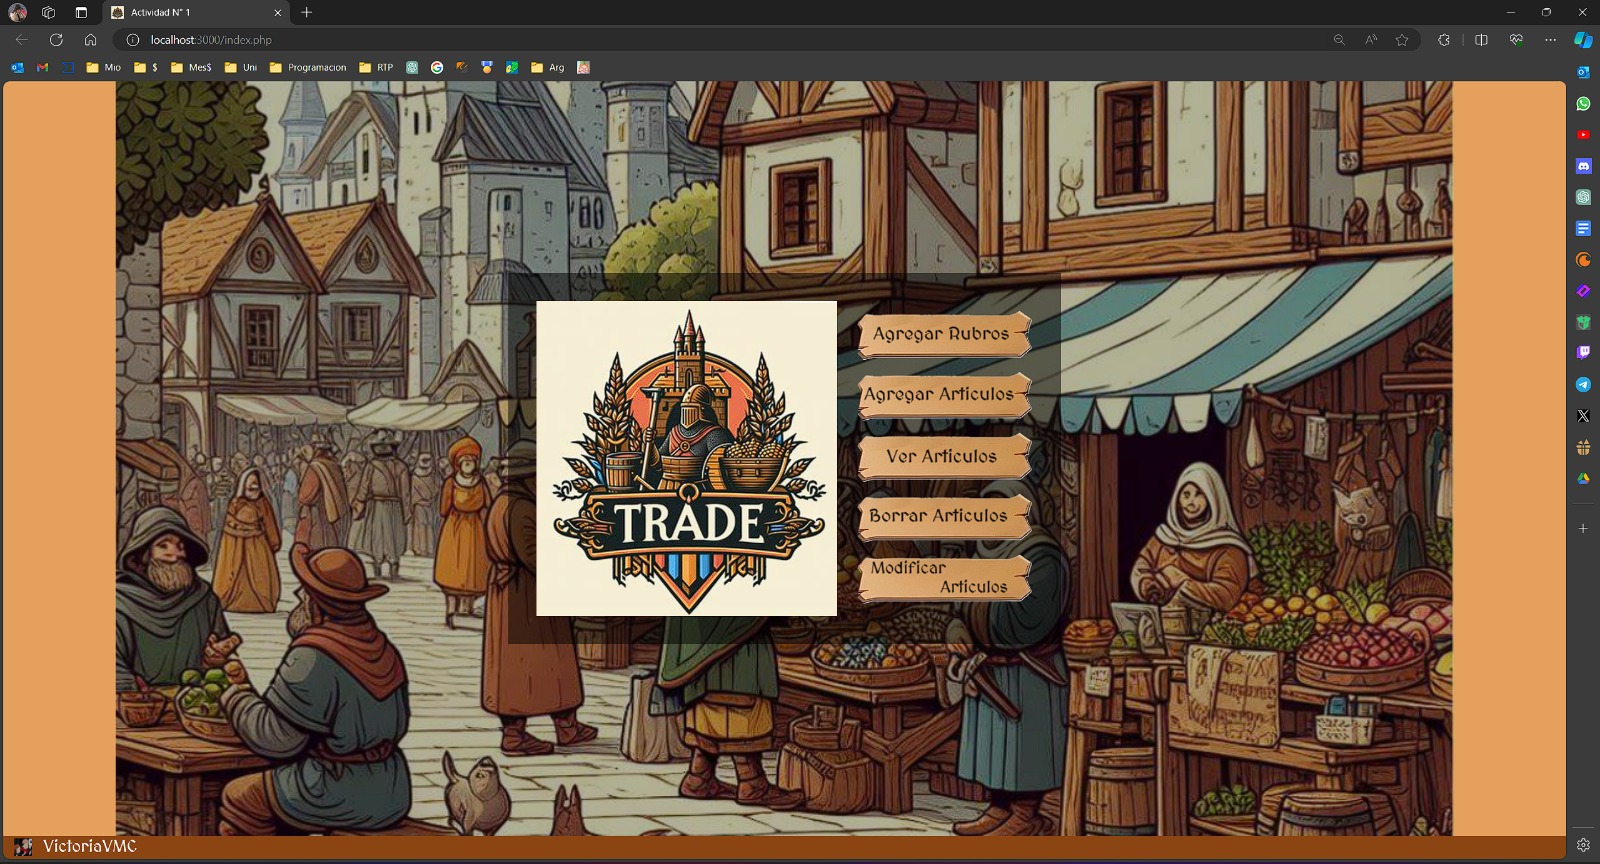 Actividad N° 1
localhost:3000/index.php
Mio
$
Mes$
Uni
Programacion
RTP
Arg
TRADE
Agregar Rubros
Agregar Articulos
Ver Articulos
Borrar Articulos
Modificar
Articulos
VictoriaVMC